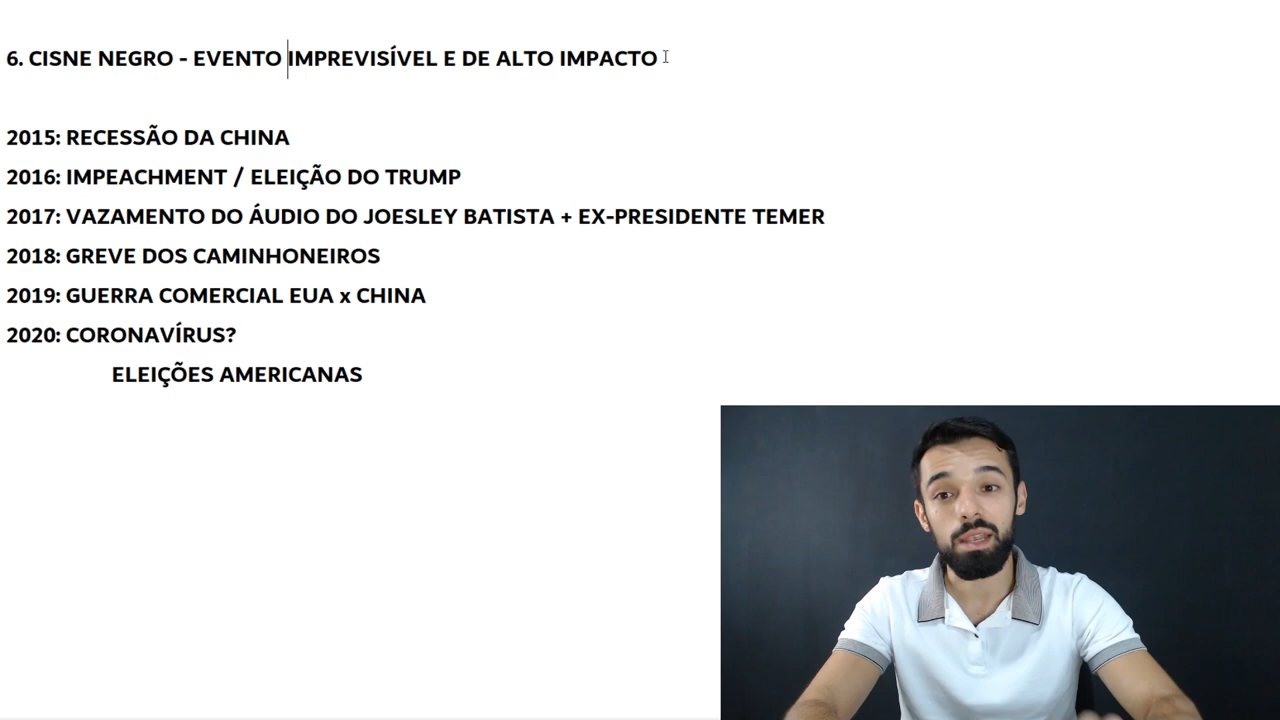 6. CISNE NEGRO - EVENTO IMPREVISÍVEL E DE ALTO IMPACTO
2015: RECESSÃO DA CHINA
2016: IMPEACHMENT / ELEIÇÃO DO TRUMP
2017: VAZAMENTO DO ÁUDIO DO JOESLEY BATISTA + EX-PRESIDENTE TEMER
2018: GREVE DOS CAMINHONEIROS
2019: GUERRA COMERCIAL EUA x CHINA
2020: CORONAVÍRUS?
ELEIÇÕES AMERICANAS